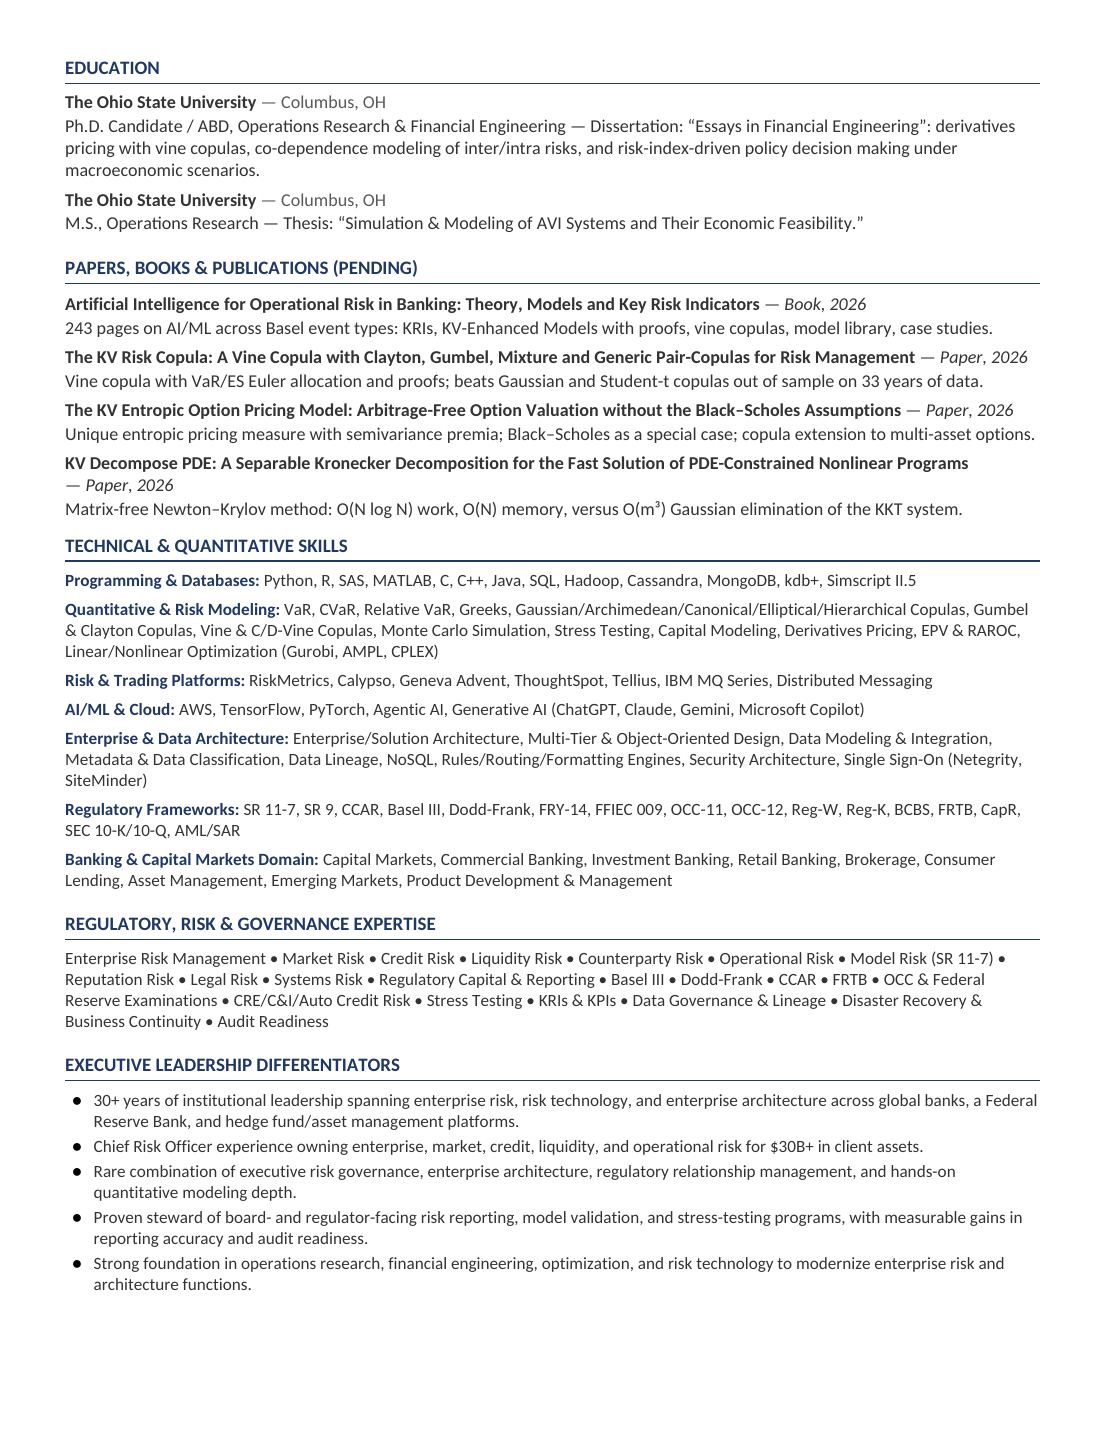 EDUCATION
The Ohio State University — Columbus, OH
Ph.D. Candidate / ABD, Operations Research & Financial Engineering — Dissertation: “Essays in Financial Engineering”: derivatives
pricing with vine copulas, co-dependence modeling of inter/intra risks, and risk-index-driven policy decision making under
macroeconomic scenarios.
The Ohio State University — Columbus, OH
M.S., Operations Research — Thesis: “Simulation & Modeling of AVI Systems and Their Economic Feasibility.”
PAPERS, BOOKS & PUBLICATIONS (PENDING)
Artificial Intelligence for Operational Risk in Banking: Theory, Models and Key Risk Indicators — Book, 2026
243 pages on AI/ML across Basel event types: KRIs, KV-Enhanced Models with proofs, vine copulas, model library, case studies.
The KV Risk Copula: A Vine Copula with Clayton, Gumbel, Mixture and Generic Pair-Copulas for Risk Management — Paper, 2026
Vine copula with VaR/ES Euler allocation and proofs; beats Gaussian and Student-t copulas out of sample on 33 years of data.
The KV Entropic Option Pricing Model: Arbitrage-Free Option Valuation without the Black–Scholes Assumptions — Paper, 2026
Unique entropic pricing measure with semivariance premia; Black–Scholes as a special case; copula extension to multi-asset options.
KV Decompose PDE: A Separable Kronecker Decomposition for the Fast Solution of PDE-Constrained Nonlinear Programs
— Paper, 2026
Matrix-free Newton–Krylov method: O(N log N) work, O(N) memory, versus O(m³) Gaussian elimination of the KKT system.
TECHNICAL & QUANTITATIVE SKILLS
Programming & Databases: Python, R, SAS, MATLAB, C, C++, Java, SQL, Hadoop, Cassandra, MongoDB, kdb+, Simscript II.5
Quantitative & Risk Modeling: VaR, CVaR, Relative VaR, Greeks, Gaussian/Archimedean/Canonical/Elliptical/Hierarchical Copulas, Gumbel
& Clayton Copulas, Vine & C/D-Vine Copulas, Monte Carlo Simulation, Stress Testing, Capital Modeling, Derivatives Pricing, EPV & RAROC,
Linear/Nonlinear Optimization (Gurobi, AMPL, CPLEX)
Risk & Trading Platforms: RiskMetrics, Calypso, Geneva Advent, ThoughtSpot, Tellius, IBM MQ Series, Distributed Messaging
AI/ML & Cloud: AWS, TensorFlow, PyTorch, Agentic AI, Generative AI (ChatGPT, Claude, Gemini, Microsoft Copilot)
Enterprise & Data Architecture: Enterprise/Solution Architecture, Multi-Tier & Object-Oriented Design, Data Modeling & Integration,
Metadata & Data Classification, Data Lineage, NoSQL, Rules/Routing/Formatting Engines, Security Architecture, Single Sign-On (Netegrity,
SiteMinder)
Regulatory Frameworks: SR 11-7, SR 9, CCAR, Basel III, Dodd-Frank, FRY-14, FFIEC 009, OCC-11, OCC-12, Reg-W, Reg-K, BCBS, FRTB, CapR,
SEC 10-K/10-Q, AML/SAR
Banking & Capital Markets Domain: Capital Markets, Commercial Banking, Investment Banking, Retail Banking, Brokerage, Consumer
Lending, Asset Management, Emerging Markets, Product Development & Management
REGULATORY, RISK & GOVERNANCE EXPERTISE
Enterprise Risk Management • Market Risk • Credit Risk • Liquidity Risk • Counterparty Risk • Operational Risk • Model Risk (SR 11-7) •
Reputation Risk • Legal Risk • Systems Risk • Regulatory Capital & Reporting • Basel III • Dodd-Frank • CCAR • FRTB • OCC & Federal
Reserve Examinations • CRE/C&I/Auto Credit Risk • Stress Testing • KRIs & KPIs • Data Governance & Lineage • Disaster Recovery &
Business Continuity • Audit Readiness
EXECUTIVE LEADERSHIP DIFFERENTIATORS
● 30+ years of institutional leadership spanning enterprise risk, risk technology, and enterprise architecture across global banks, a Federal
Reserve Bank, and hedge fund/asset management platforms.
● Chief Risk Officer experience owning enterprise, market, credit, liquidity, and operational risk for $30B+ in client assets.
● Rare combination of executive risk governance, enterprise architecture, regulatory relationship management, and hands-on
quantitative modeling depth.
● Proven steward of board- and regulator-facing risk reporting, model validation, and stress-testing programs, with measurable gains in
reporting accuracy and audit readiness.
● Strong foundation in operations research, financial engineering, optimization, and risk technology to modernize enterprise risk and
architecture functions.